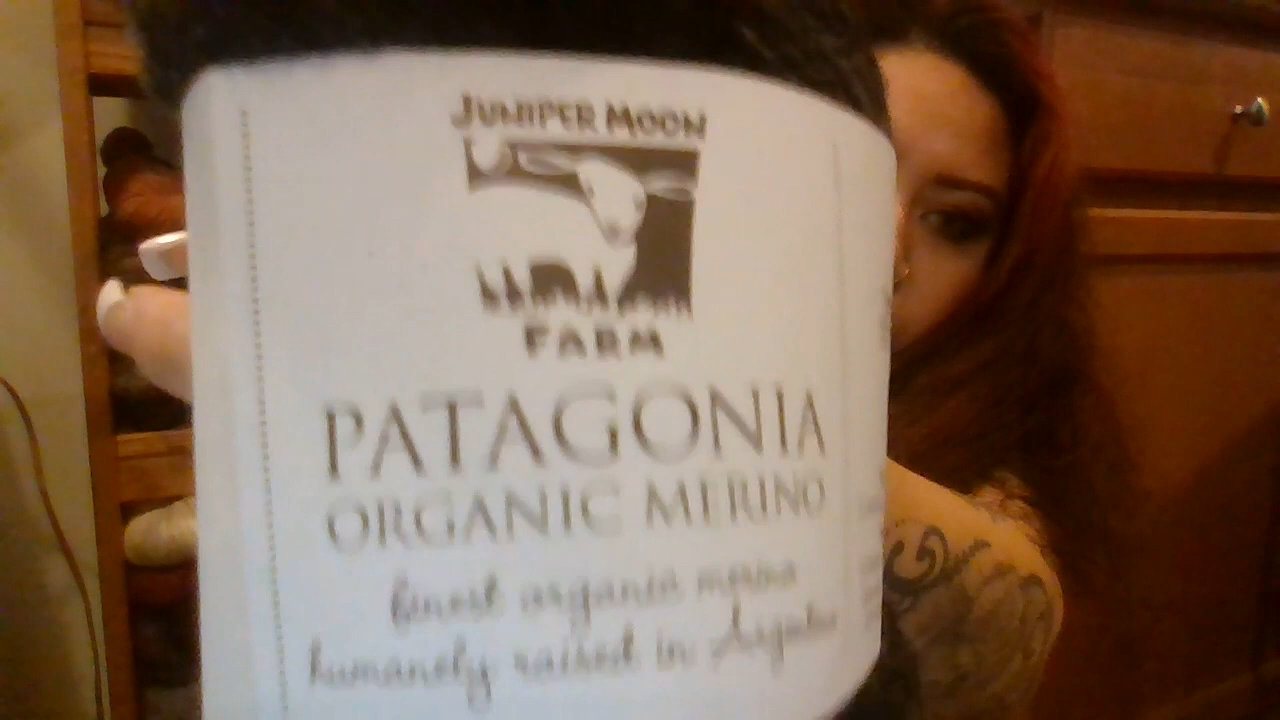 JUNIPER MOON
FARM
PATAGONIA
ORGANIC MERINO
finest organic merino
humanely raised in